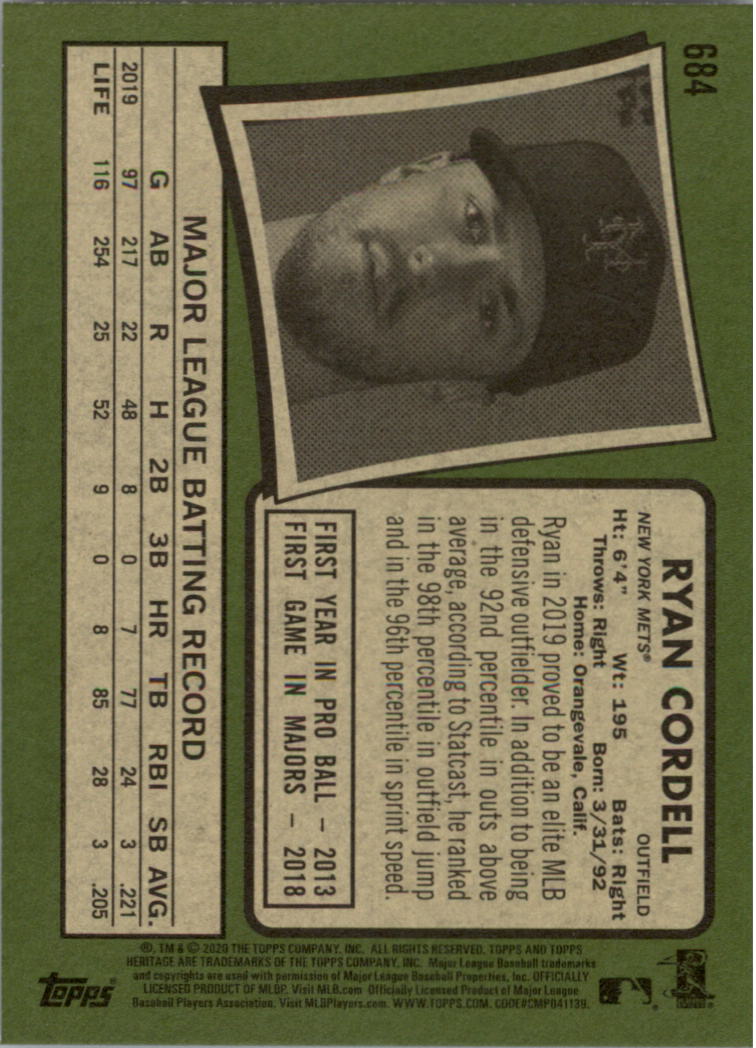 684
RYAN CORDELL
NEW YORK METS® OUTFIELD
Ht: 6'4" Wt: 195 Bats: Right
Throws: Right Born: 3/31/92
Home: Orangevale, Calif.
Ryan in 2019 proved to be an elite MLB
defensive outfielder. In addition to being
in the 92nd percentile in outs above
average, according to Statcast, he ranked
in the 98th percentile in outfield jump
and in the 96th percentile in sprint speed.
FIRST YEAR IN PRO BALL – 2013
FIRST GAME IN MAJORS – 2018
MAJOR LEAGUE BATTING RECORD
G AB R H 2B 3B HR TB RBI SB AVG.
2019 97 217 22 48 8 0 7 77 24 3 .221
LIFE 116 254 25 52 9 0 8 85 28 3 .205
®, TM & © 2020 THE TOPPS COMPANY, INC. ALL RIGHTS RESERVED. TOPPS AND TOPPS
HERITAGE ARE TRADEMARKS OF THE TOPPS COMPANY, INC. Major League Baseball trademarks
and copyrights are used with permission of Major League Baseball Properties, Inc. OFFICIALLY
LICENSED PRODUCT OF MLBP. Visit MLB.com Officially Licensed Product of Major League
Baseball Players Association. Visit MLBPlayers.com. WWW.TOPPS.COM. CODE#CMP041139.
topps®